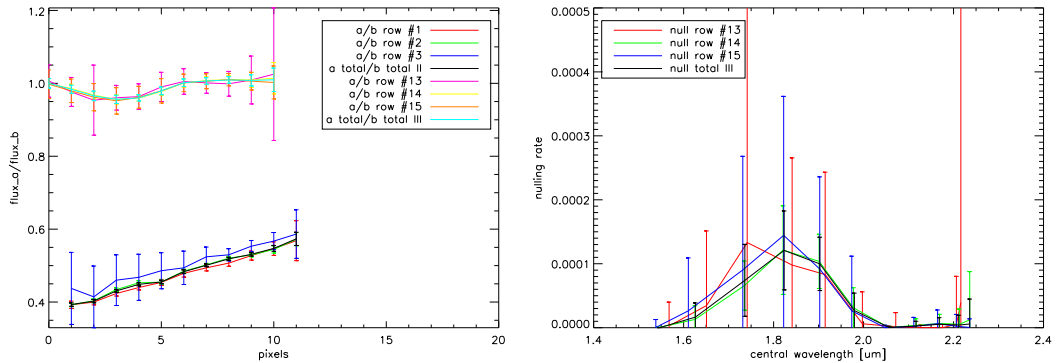 1.2
1.0
0.8
0.6
0.4
flux_a/flux_b
0
5
10
15
20
pixels
a/b row #1
a/b row #2
a/b row #3
a total/b total II
a/b row #13
a/b row #14
a/b row #15
a total/b total III
0.0005
0.0004
0.0003
0.0002
0.0001
0.0000
nulling rate
1.4
1.6
1.8
2.0
2.2
2.4
central wavelength [um]
null row #13
null row #14
null row #15
null total III